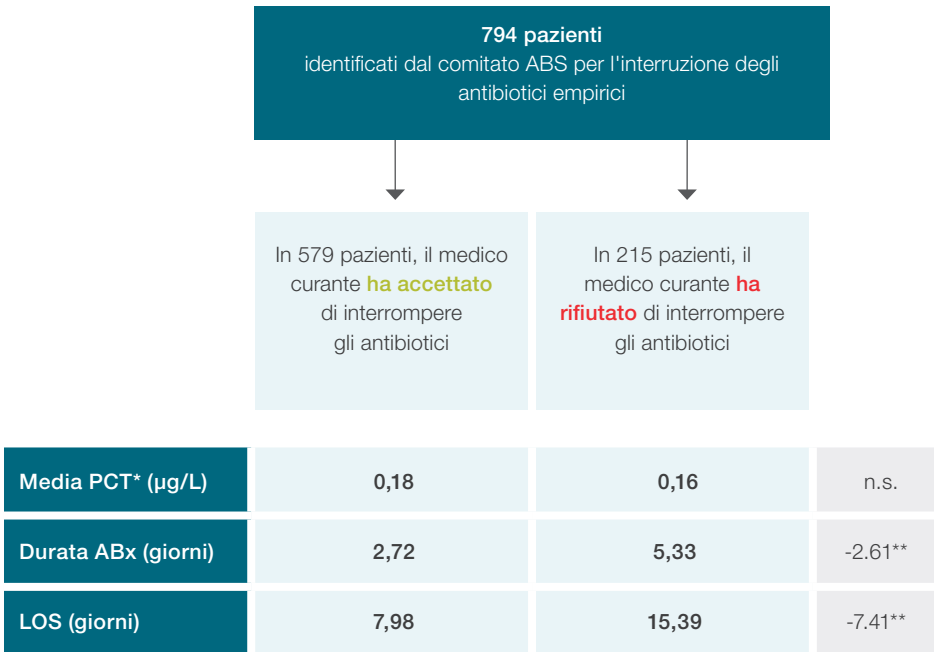 794 pazienti
identificati dal comitato ABS per l'interruzione degli
antibiotici empirici
In 579 pazienti, il medico
curante ha accettato
di interrompere
gli antibiotici
In 215 pazienti, il
medico curante ha
rifiutato di interrompere
gli antibiotici
Media PCT* (µg/L) 0,18 0,16 n.s.
Durata ABx (giorni) 2,72 5,33 -2.61**
LOS (giorni) 7,98 15,39 -7.41**